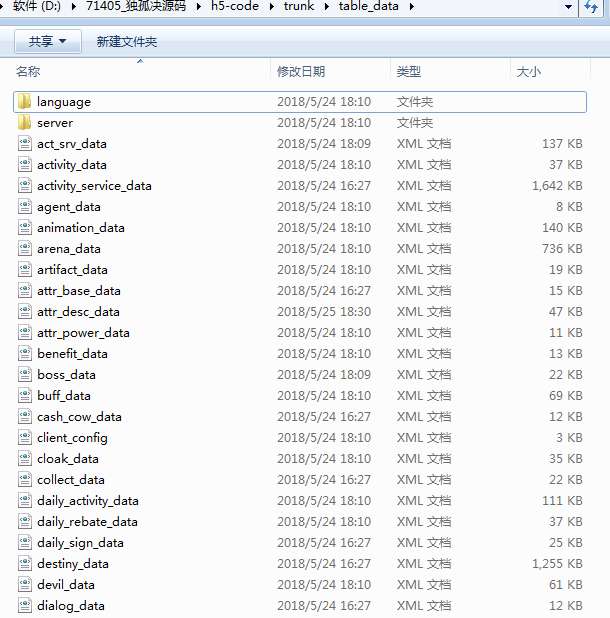 软件 (D:) 71405_独孤决源码 h5-code trunk table_data
共享 新建文件夹
名称 修改日期 类型 大小
language 2018/5/24 18:10 文件夹
server 2018/5/24 18:10 文件夹
act_srv_data 2018/5/24 18:09 XML 文档 137 KB
activity_data 2018/5/24 18:10 XML 文档 37 KB
activity_service_data 2018/5/24 16:27 XML 文档 1,642 KB
agent_data 2018/5/24 18:10 XML 文档 8 KB
animation_data 2018/5/24 18:10 XML 文档 140 KB
arena_data 2018/5/24 18:10 XML 文档 736 KB
artifact_data 2018/5/24 18:10 XML 文档 19 KB
attr_base_data 2018/5/24 16:27 XML 文档 15 KB
attr_desc_data 2018/5/25 18:30 XML 文档 47 KB
attr_power_data 2018/5/24 18:10 XML 文档 11 KB
benefit_data 2018/5/24 18:10 XML 文档 13 KB
boss_data 2018/5/24 18:09 XML 文档 22 KB
buff_data 2018/5/24 18:10 XML 文档 69 KB
cash_cow_data 2018/5/24 16:27 XML 文档 12 KB
client_config 2018/5/24 18:10 XML 文档 3 KB
cloak_data 2018/5/24 18:10 XML 文档 35 KB
collect_data 2018/5/24 16:27 XML 文档 22 KB
daily_activity_data 2018/5/24 18:10 XML 文档 111 KB
daily_rebate_data 2018/5/24 18:10 XML 文档 37 KB
daily_sign_data 2018/5/24 16:27 XML 文档 25 KB
destiny_data 2018/5/24 16:27 XML 文档 1,255 KB
devil_data 2018/5/24 18:10 XML 文档 61 KB
dialog_data 2018/5/24 16:27 XML 文档 12 KB